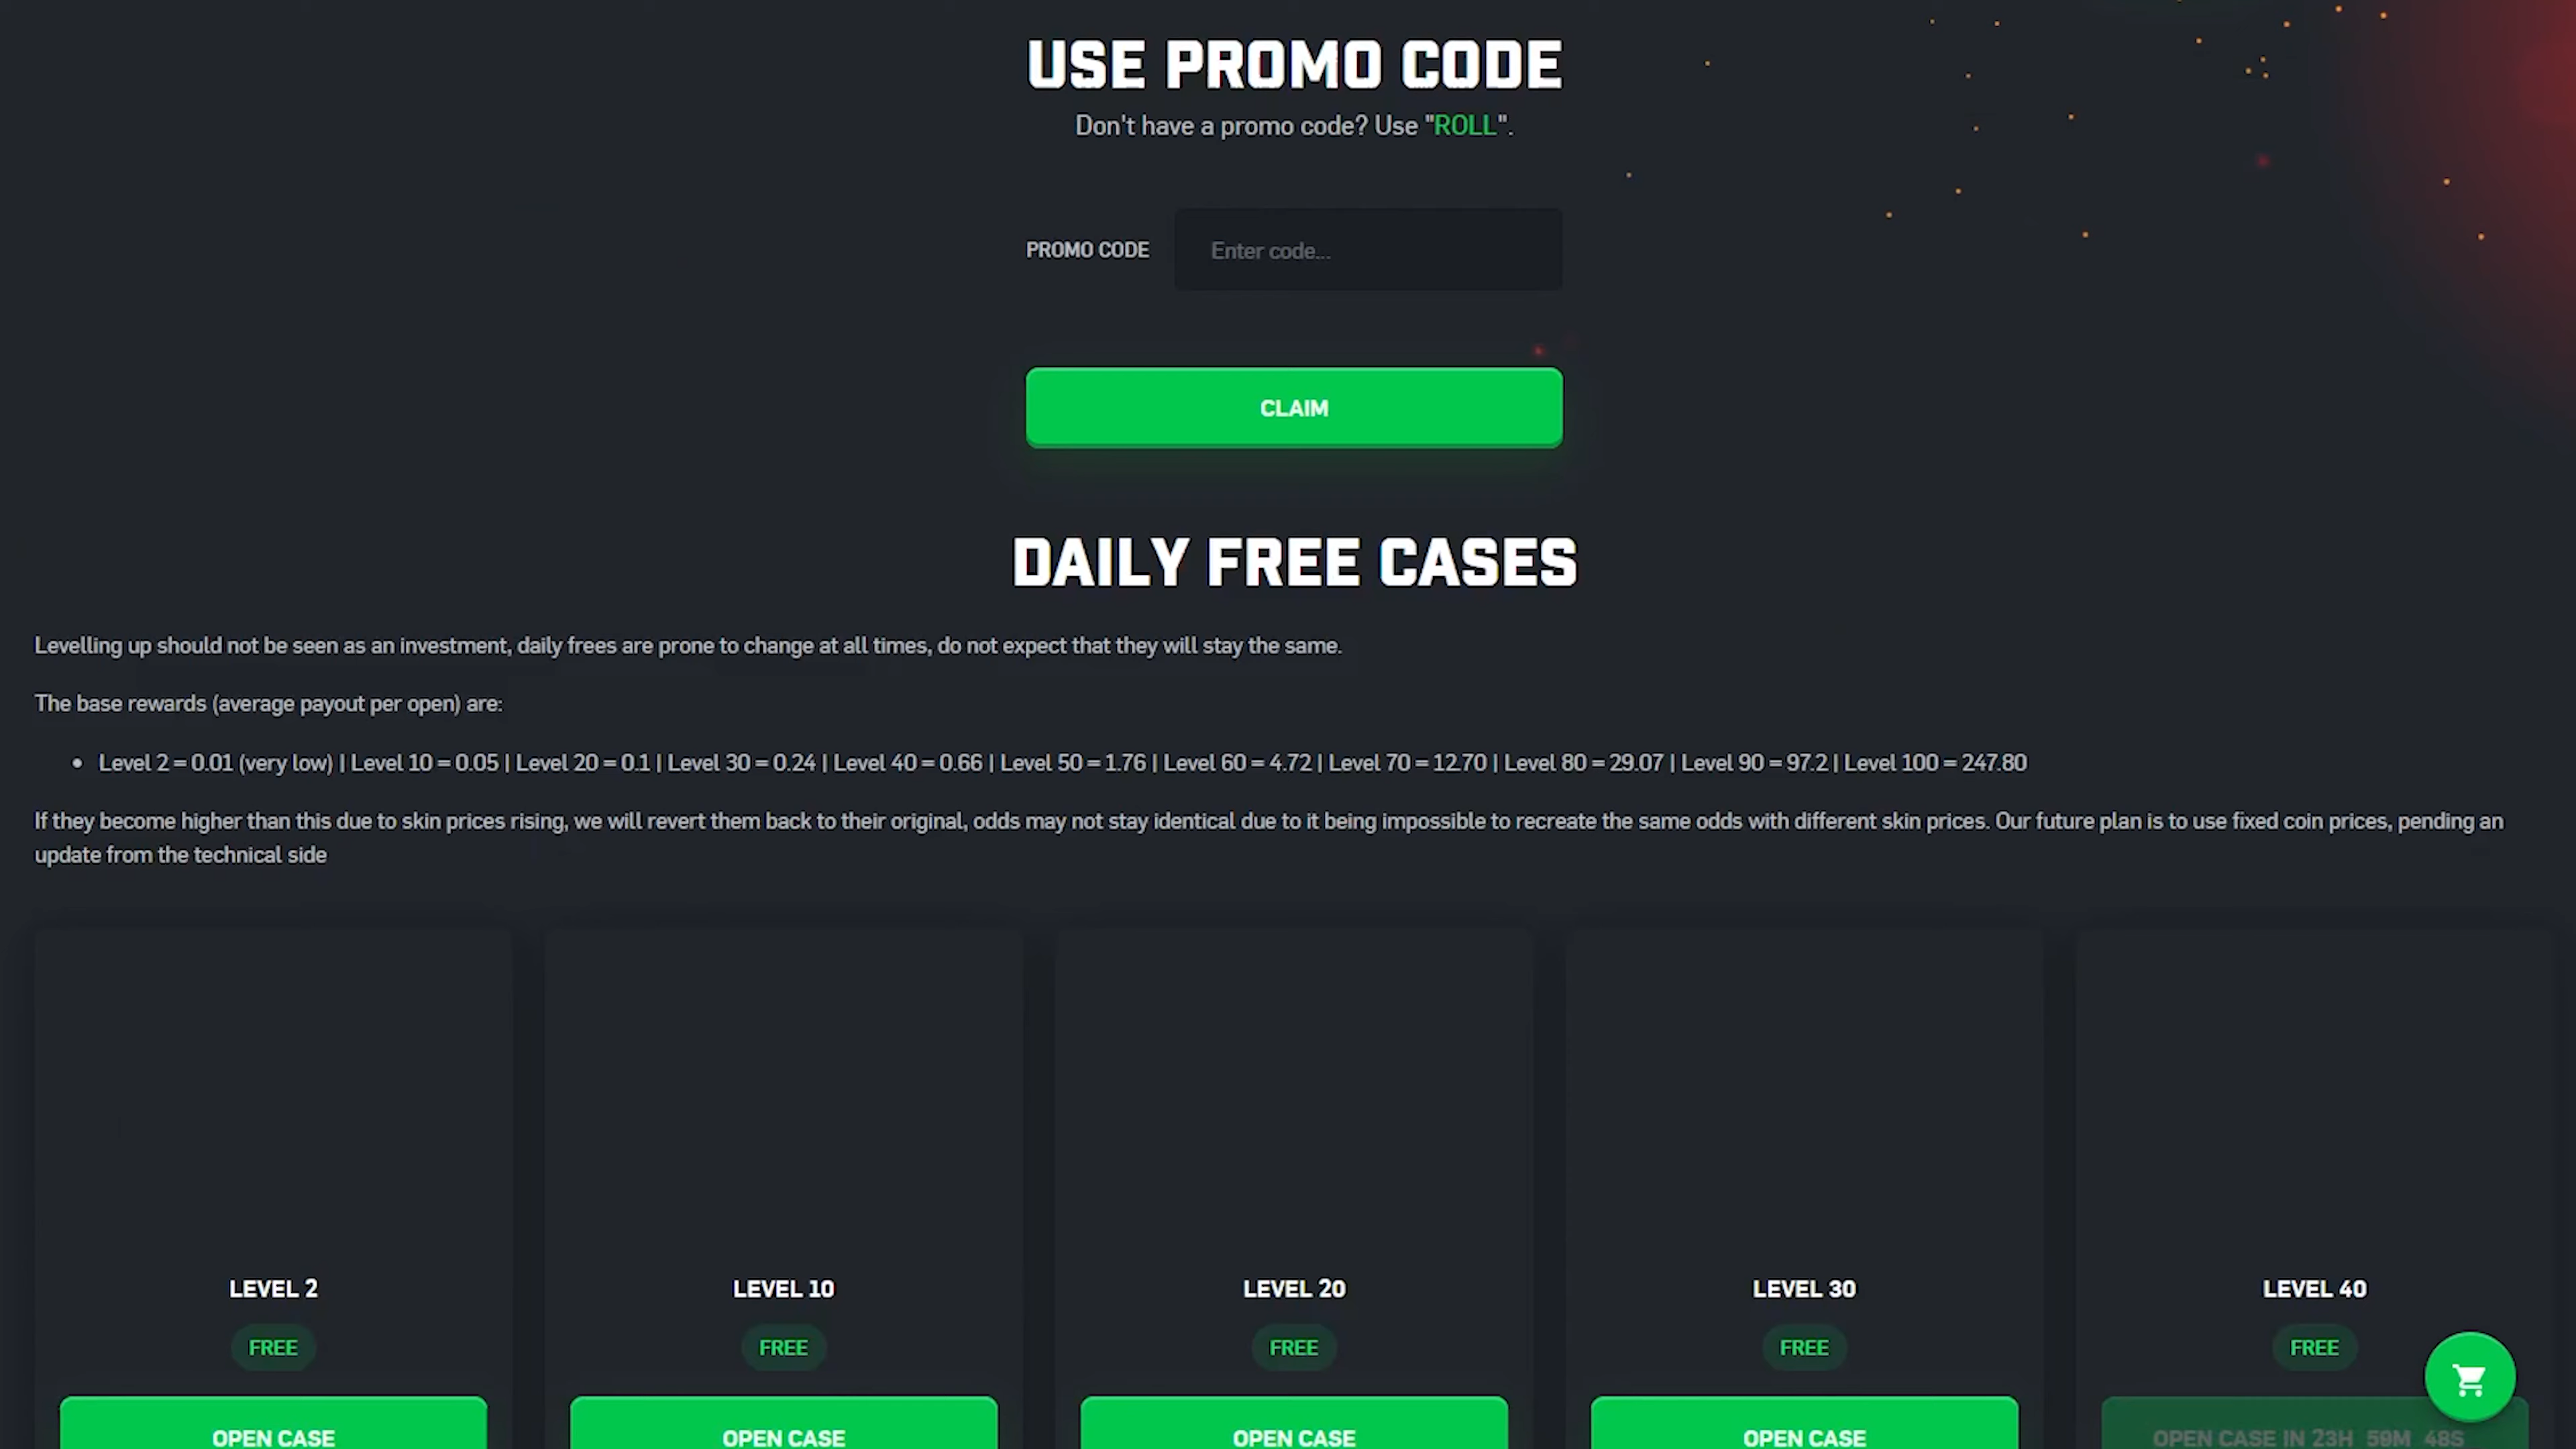 USE PROMO CODE
Don't have a promo code? Use "ROLL".
PROMO CODE Enter code...
CLAIM
DAILY FREE CASES
Levelling up should not be seen as an investment, daily frees are prone to change at all times, do not expect that they will stay the same.
The base rewards (average payout per open) are:
• Level 2 = 0.01 (very low) | Level 10 = 0.05 | Level 20 = 0.1 | Level 30 = 0.24 | Level 40 = 0.66 | Level 50 = 1.76 | Level 60 = 4.72 | Level 70 = 12.70 | Level 80 = 29.07 | Level 90 = 97.2 | Level 100 = 247.80
If they become higher than this due to skin prices rising, we will revert them back to their original, odds may not stay identical due to it being impossible to recreate the same odds with different skin prices. Our future plan is to use fixed coin prices, pending an
update from the technical side
LEVEL 2 LEVEL 10 LEVEL 20 LEVEL 30 LEVEL 40
FREE FREE FREE FREE FREE
OPEN CASE OPEN CASE OPEN CASE OPEN CASE OPEN CASE IN 23H 59M 48S